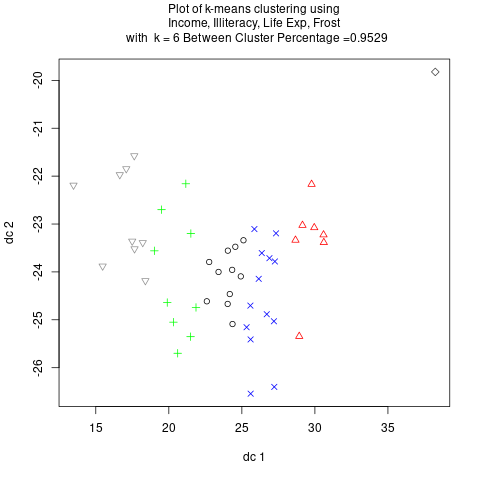 Plot of k-means clustering using
Income, Illiteracy, Life Exp, Frost
with k = 6 Between Cluster Percentage =0.9529
-20
-21
-22
-23
-24
-25
-26
dc 2
15 20 25 30 35
dc 1